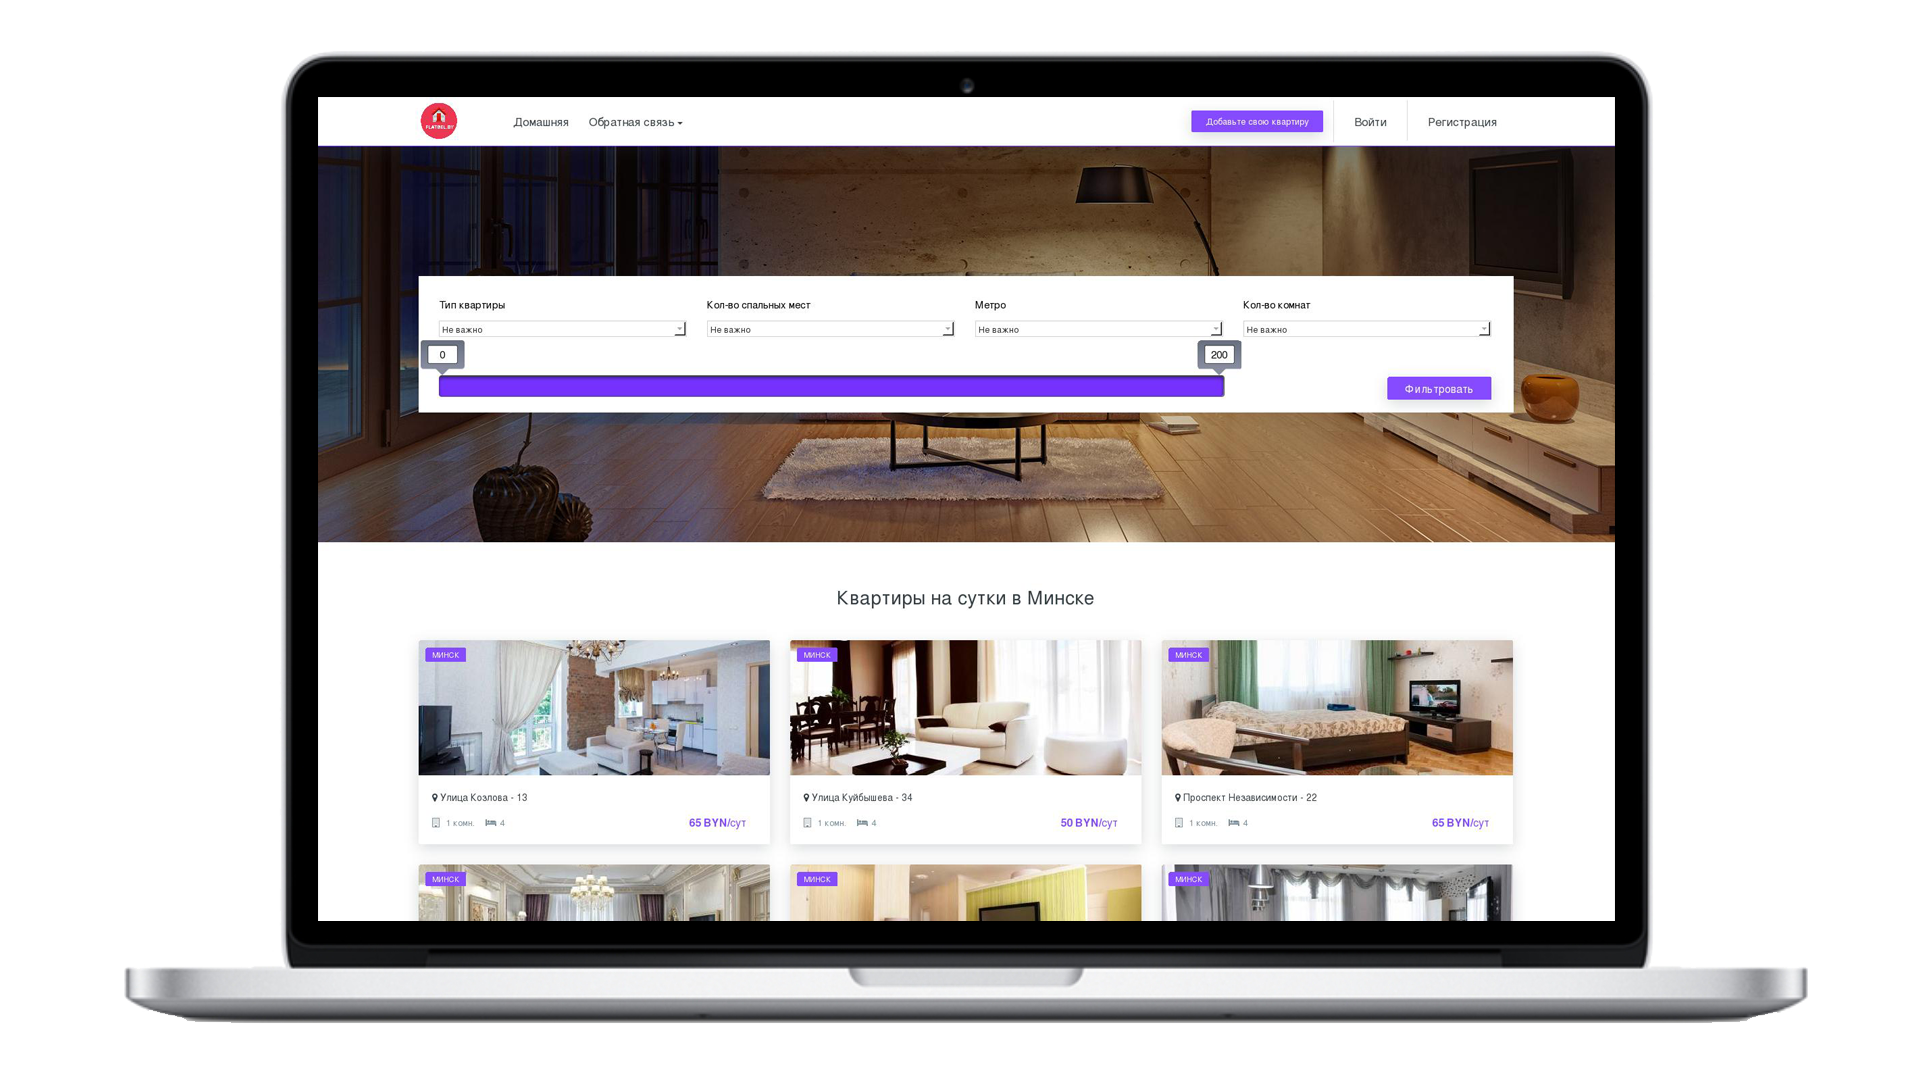 FLATBEL.BY
Домашняя
Обратная связь
Добавьте свою квартиру
Войти
Регистрация
Тип квартиры
Кол-во спальных мест
Метро
Кол-во комнат
Не важно
Не важно
Не важно
Не важно
0
200
Фильтровать
Квартиры на сутки в Минске
МИНСК
МИНСК
МИНСК
Улица Козлова - 13
Улица Куйбышева - 34
Проспект Независимости - 22
1 комн. 4 65 BYN/сут
1 комн. 4 50 BYN/сут
1 комн. 4 65 BYN/сут
МИНСК
МИНСК
МИНСК